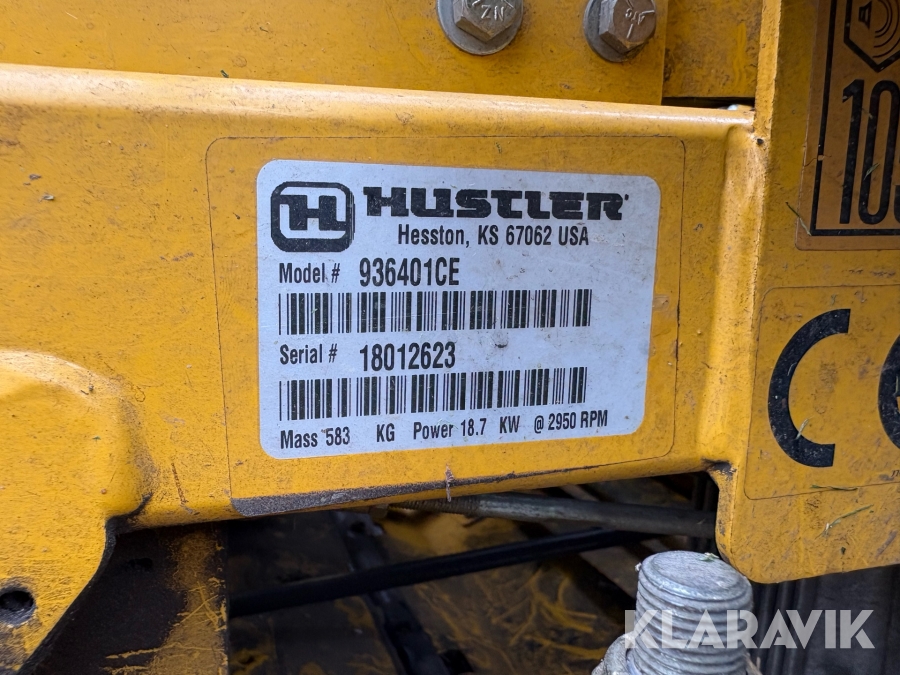 ZN
H HUSTLER
Hesston, KS 67062 USA
Model # 936401CE
Serial # 18012623
Mass 583 KG Power 18.7 KW @ 2950 RPM
CE
KLARAVIK